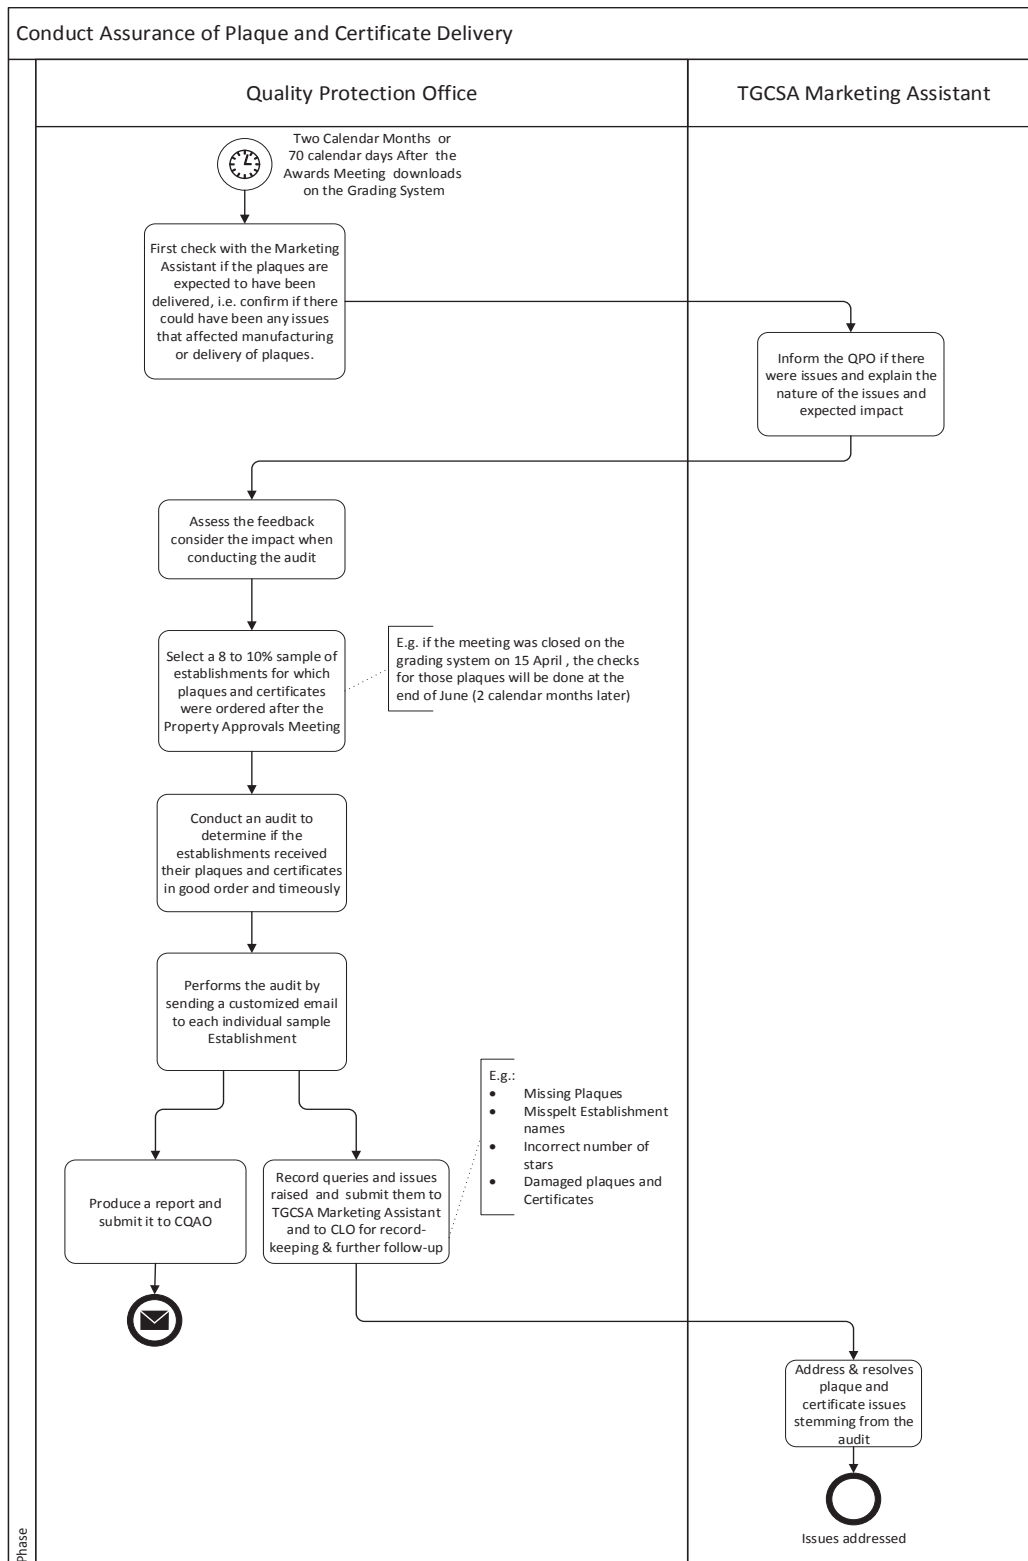 Conduct Assurance of Plaque and Certificate Delivery
Quality Protection Office
TGCSA Marketing Assistant
Two Calendar Months or
70 calendar days After the
Awards Meeting downloads
on the Grading System
First check with the Marketing
Assistant if the plaques are
expected to have been
delivered, i.e. confirm if there
could have been any issues
that affected manufacturing
or delivery of plaques.
Inform the QPO if there
were issues and explain the
nature of the issues and
expected impact
Assess the feedback
consider the impact when
conducting the audit
Select a 8 to 10% sample of
establishments for which
plaques and certificates
were ordered after the
Property Approvals Meeting
E.g. if the meeting was closed on the
grading system on 15 April , the checks
for those plaques will be done at the
end of June (2 calendar months later)
Conduct an audit to
determine if the
establishments received
their plaques and certificates
in good order and timeously
Performs the audit by
sending a customized email
to each individual sample
Establishment
E.g.:
• Missing Plaques
• Misspelt Establishment
names
• Incorrect number of
stars
• Damaged plaques and
Certificates
Produce a report and
submit it to CQAO
Record queries and issues
raised and submit them to
TGCSA Marketing Assistant
and to CLO for record-
keeping & further follow-up
Address & resolves
plaque and
certificate issues
stemming from the
audit
Issues addressed
Phase